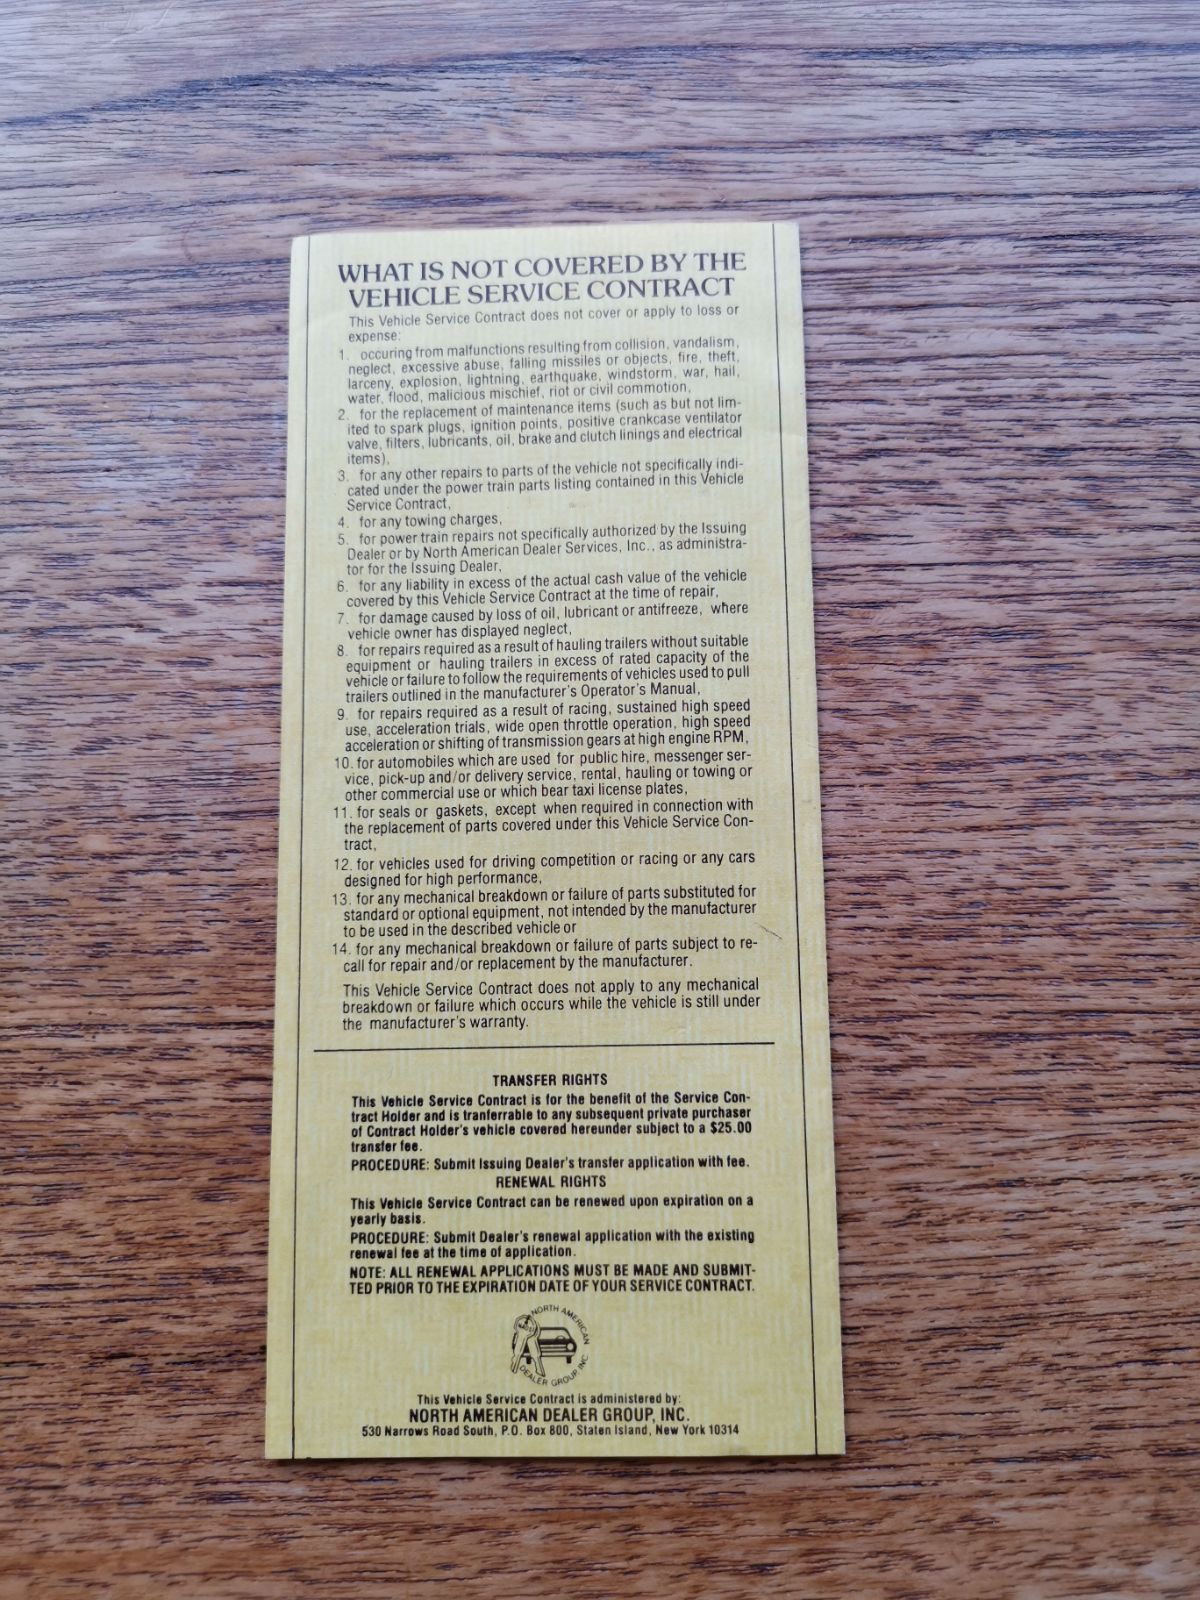 WHAT IS NOT COVERED BY THE
VEHICLE SERVICE CONTRACT
This Vehicle Service Contract does not cover or apply to loss or
expense:
1. occuring from malfunctions resulting from collision, vandalism,
neglect, excessive abuse, falling missiles or objects, fire, theft,
larceny, explosion, lightning, earthquake, windstorm, war, hail,
water, flood, malicious mischief, riot or civil commotion,
2. for the replacement of maintenance items (such as but not lim-
ited to spark plugs, ignition points, positive crankcase ventilator
valve, filters, lubricants, oil, brake and clutch linings and electrical
items),
3. for any other repairs to parts of the vehicle not specifically indi-
cated under the power train parts listing contained in this Vehicle
Service Contract,
4. for any towing charges,
5. for power train repairs not specifically authorized by the Issuing
Dealer or by North American Dealer Services, Inc., as administra-
tor for the Issuing Dealer,
6. for any liability in excess of the actual cash value of the vehicle
covered by this Vehicle Service Contract at the time of repair,
7. for damage caused by loss of oil, lubricant or antifreeze, where
vehicle owner has displayed neglect,
8. for repairs required as a result of hauling trailers without suitable
equipment or hauling trailers in excess of rated capacity of the
vehicle or failure to follow the requirements of vehicles used to pull
trailers outlined in the manufacturer's Operator's Manual,
9. for repairs required as a result of racing, sustained high speed
use, acceleration trials, wide open throttle operation, high speed
acceleration or shifting of transmission gears at high engine RPM,
10. for automobiles which are used for public hire, messenger ser-
vice, pick-up and/or delivery service, rental, hauling or towing or
other commercial use or which bear taxi license plates,
11. for seals or gaskets, except when required in connection with
the replacement of parts covered under this Vehicle Service Con-
tract,
12. for vehicles used for driving competition or racing or any cars
designed for high performance,
13. for any mechanical breakdown or failure of parts substituted for
standard or optional equipment, not intended by the manufacturer
to be used in the described vehicle or
14. for any mechanical breakdown or failure of parts subject to re-
call for repair and/or replacement by the manufacturer.
This Vehicle Service Contract does not apply to any mechanical
breakdown or failure which occurs while the vehicle is still under
the manufacturer's warranty.
TRANSFER RIGHTS
This Vehicle Service Contract is for the benefit of the Service Con-
tract Holder and is tranferrable to any subsequent private purchaser
of Contract Holder's vehicle covered hereunder subject to a $25.00
transfer fee.
PROCEDURE: Submit Issuing Dealer's transfer application with fee.
RENEWAL RIGHTS
This Vehicle Service Contract can be renewed upon expiration on a
yearly basis.
PROCEDURE: Submit Dealer's renewal application with the existing
renewal fee at the time of application.
NOTE: ALL RENEWAL APPLICATIONS MUST BE MADE AND SUBMIT-
TED PRIOR TO THE EXPIRATION DATE OF YOUR SERVICE CONTRACT.
NORTH AMERICAN
DEALER GROUP, INC.
This Vehicle Service Contract is administered by:
NORTH AMERICAN DEALER GROUP, INC.
530 Narrows Road South, P.O. Box 800, Staten Island, New York 10314